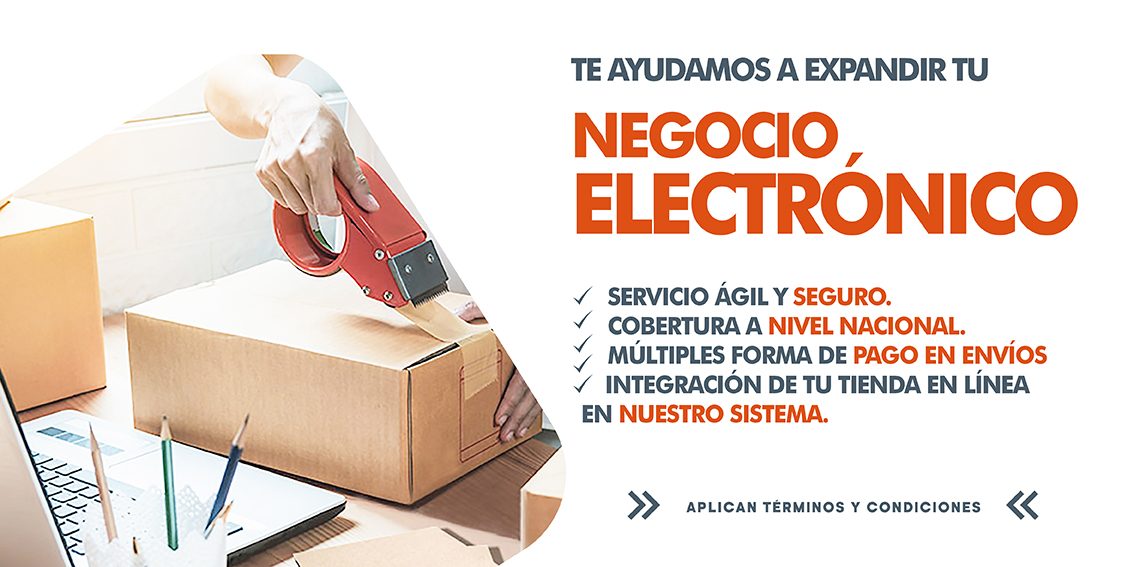 TE AYUDAMOS A EXPANDIR TU
NEGOCIO
ELECTRÓNICO
SERVICIO ÁGIL Y SEGURO.
COBERTURA A NIVEL NACIONAL.
MÚLTIPLES FORMA DE PAGO EN ENVÍOS
INTEGRACIÓN DE TU TIENDA EN LÍNEA
EN NUESTRO SISTEMA.
APLICAN TÉRMINOS Y CONDICIONES